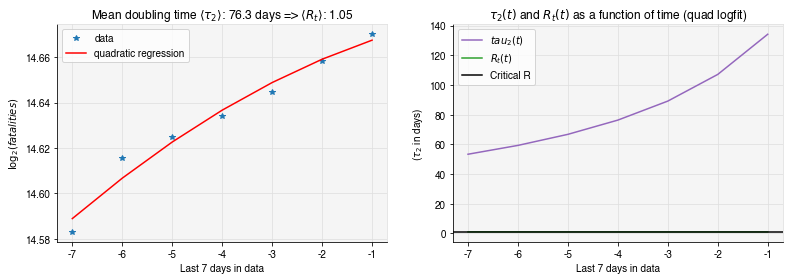 Mean doubling time ⟨τ₂⟩: 76.3 days => ⟨Rₜ⟩: 1.05
data
quadratic regression
log₂(fatalities)
14.66
14.64
14.62
14.60
14.58
-7 -6 -5 -4 -3 -2 -1
Last 7 days in data
τ₂(t) and Rₜ(t) as a function of time (quad logfit)
tau₂(t)
Rₜ(t)
Critical R
(τ₂ in days)
140
120
100
80
60
40
20
0
-7 -6 -5 -4 -3 -2 -1
Last 7 days in data